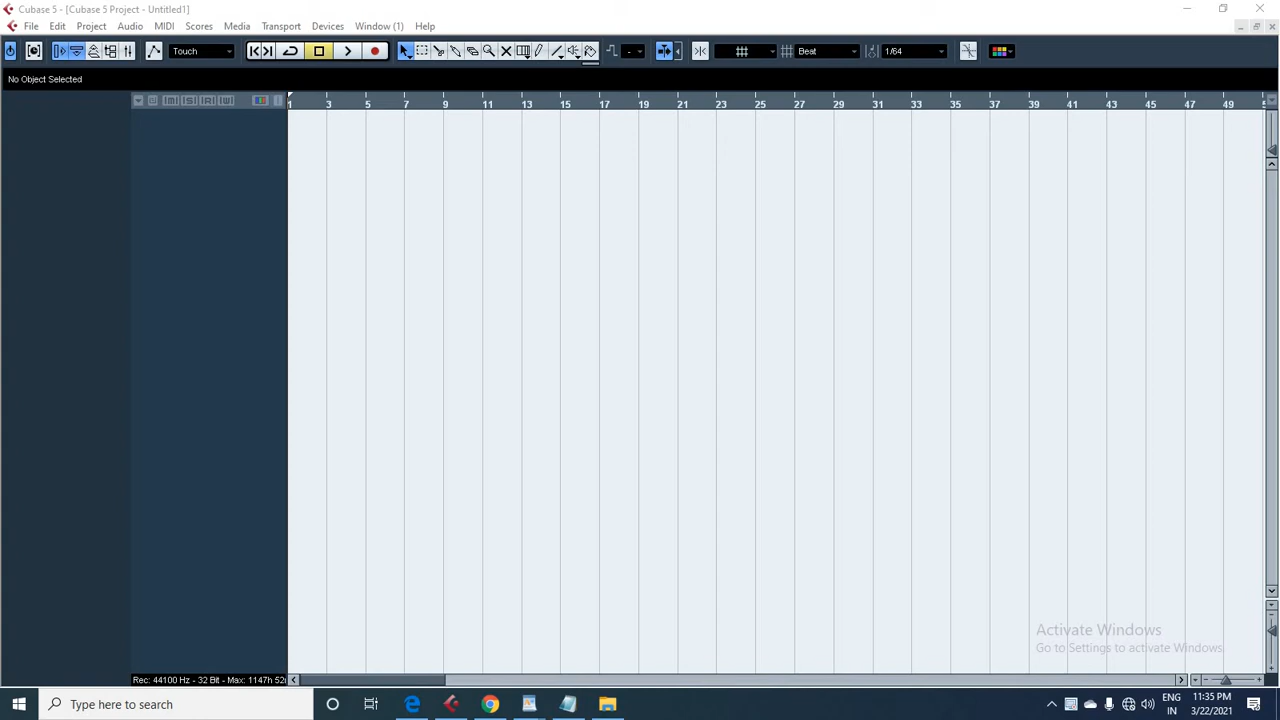 Cubase 5 - [Cubase 5 Project - Untitled1]
File Edit Project Audio MIDI Scores Media Transport Devices Window (1) Help
Touch - Beat 1/64
No Object Selected
1 3 5 7 9 11 13 15 17 19 21 23 25 27 29 31 33 35 37 39 41 43 45 47 49
Activate Windows
Go to Settings to activate Windows.
Rec: 44100 Hz - 32 Bit - Max: 1147h 52
Type here to search
ENG
IN
11:35 PM
3/22/2021